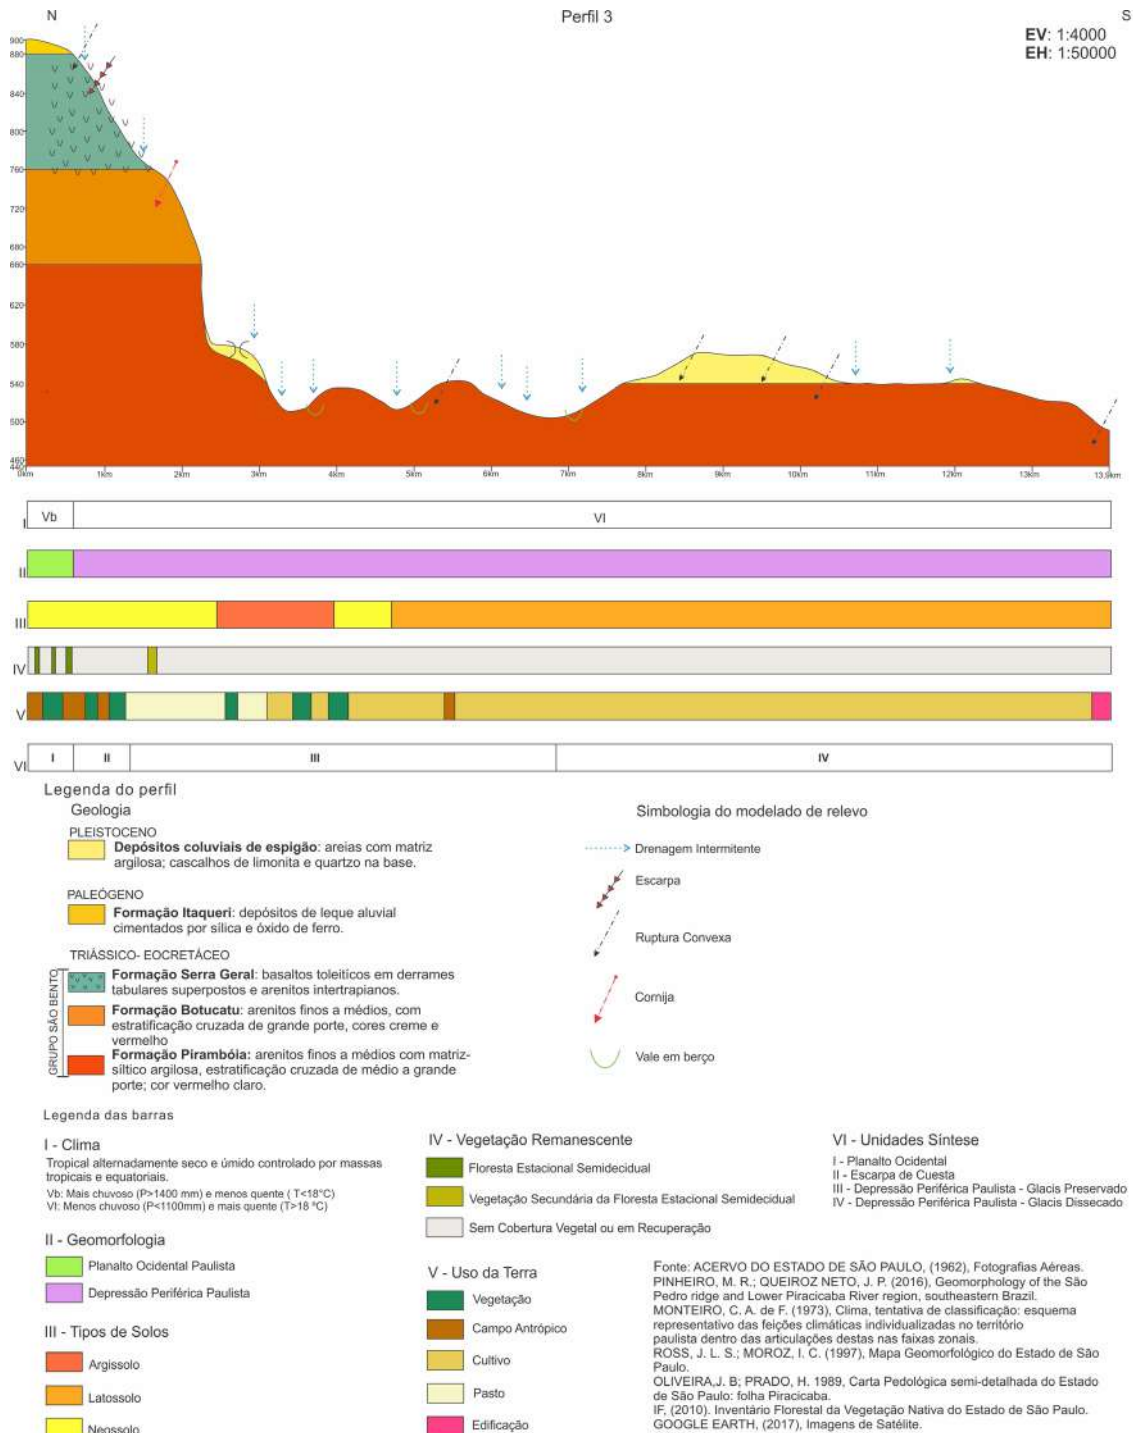 N
Perfil 3
S
EV: 1:4000
EH: 1:50000
900
880
840
800
760
720
680
660
620
580
540
500
460
440
0km
1km
2km
3km
4km
5km
6km
7km
8km
9km
10km
11km
12km
13km
13,9km
I
Vb
VI
II
III
IV
V
VI
I
II
III
IV
Legenda do perfil
Geologia
PLEISTOCENO
Depósitos coluviais de espigão: areias com matriz
argilosa; cascalhos de limonita e quartzo na base.
PALEÓGENO
Formação Itaqueri: depósitos de leque aluvial
cimentados por sílica e óxido de ferro.
TRIÁSSICO- EOCRETÁCEO
GRUPO SÃO BENTO
Formação Serra Geral: basaltos toleíticos em derrames
tabulares superpostos e arenitos intertrapianos.
Formação Botucatu: arenitos finos a médios, com
estratificação cruzada de grande porte, cores creme e
vermelho
Formação Pirambóia: arenitos finos a médios com matriz-
síltico argilosa, estratificação cruzada de médio a grande
porte; cor vermelho claro.
Simbologia do modelado de relevo
Drenagem Intermitente
Escarpa
Ruptura Convexa
Cornija
Vale em berço
Legenda das barras
I - Clima
Tropical alternadamente seco e úmido controlado por massas
tropicais e equatoriais.
Vb: Mais chuvoso (P>1400 mm) e menos quente ( T<18°C)
VI: Menos chuvoso (P<1100mm) e mais quente (T>18 ºC)
II - Geomorfologia
Planalto Ocidental Paulista
Depressão Periférica Paulista
III - Tipos de Solos
Argissolo
Latossolo
Neossolo
IV - Vegetação Remanescente
Floresta Estacional Semidecidual
Vegetação Secundária da Floresta Estacional Semidecidual
Sem Cobertura Vegetal ou em Recuperação
V - Uso da Terra
Vegetação
Campo Antrópico
Cultivo
Pasto
Edificação
VI - Unidades Síntese
I - Planalto Ocidental
II - Escarpa de Cuesta
III - Depressão Periférica Paulista - Glacis Preservado
IV - Depressão Periférica Paulista - Glacis Dissecado
Fonte: ACERVO DO ESTADO DE SÃO PAULO, (1962), Fotografias Aéreas.
PINHEIRO, M. R.; QUEIROZ NETO, J. P. (2016), Geomorphology of the São
Pedro ridge and Lower Piracicaba River region, southeastern Brazil.
MONTEIRO, C. A. de F. (1973), Clima, tentativa de classificação: esquema
representativo das feições climáticas individualizadas no território
paulista dentro das articulações destas nas faixas zonais.
ROSS, J. L. S.; MOROZ, I. C. (1997), Mapa Geomorfológico do Estado de São
Paulo.
OLIVEIRA,J. B; PRADO, H. 1989, Carta Pedológica semi-detalhada do Estado
de São Paulo: folha Piracicaba.
IF, (2010). Inventário Florestal da Vegetação Nativa do Estado de São Paulo.
GOOGLE EARTH, (2017), Imagens de Satélite.